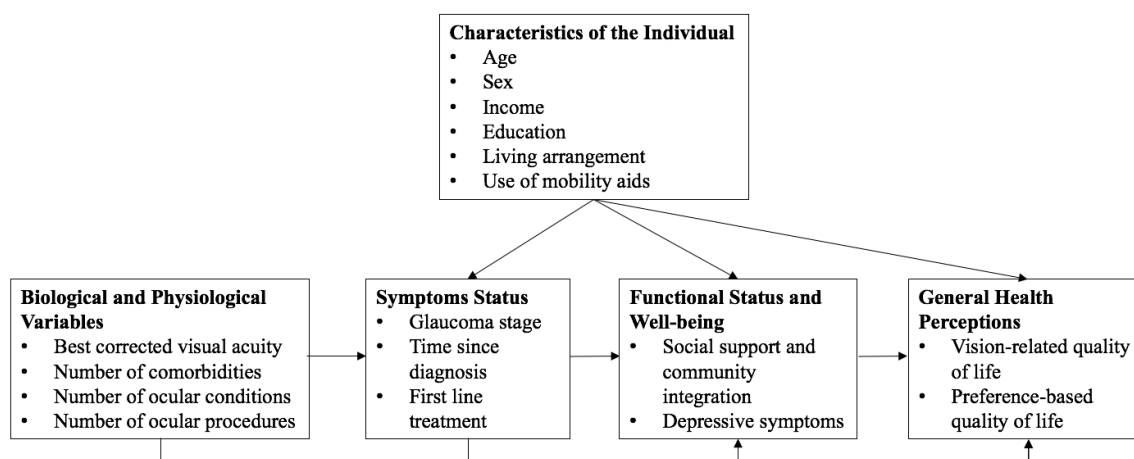 Characteristics of the Individual
• Age
• Sex
• Income
• Education
• Living arrangement
• Use of mobility aids
Biological and Physiological
Variables
• Best corrected visual acuity
• Number of comorbidities
• Number of ocular conditions
• Number of ocular procedures
Symptoms Status
• Glaucoma stage
• Time since
diagnosis
• First line
treatment
Functional Status and
Well-being
• Social support and
community
integration
• Depressive symptoms
General Health
Perceptions
• Vision-related quality
of life
• Preference-based
quality of life